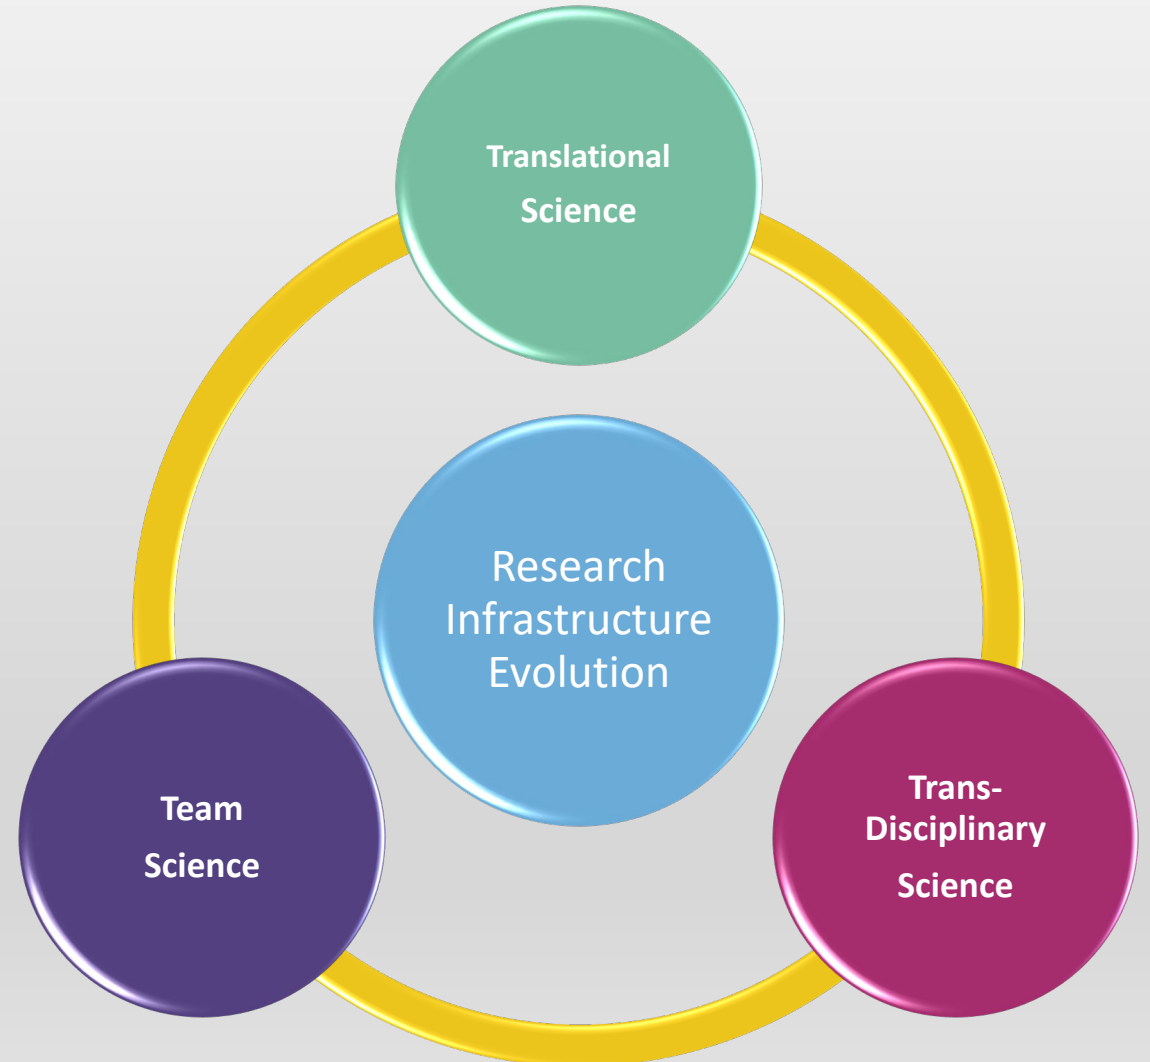 Translational
Science
Research
Infrastructure
Evolution
Team
Science
Trans-
Disciplinary
Science